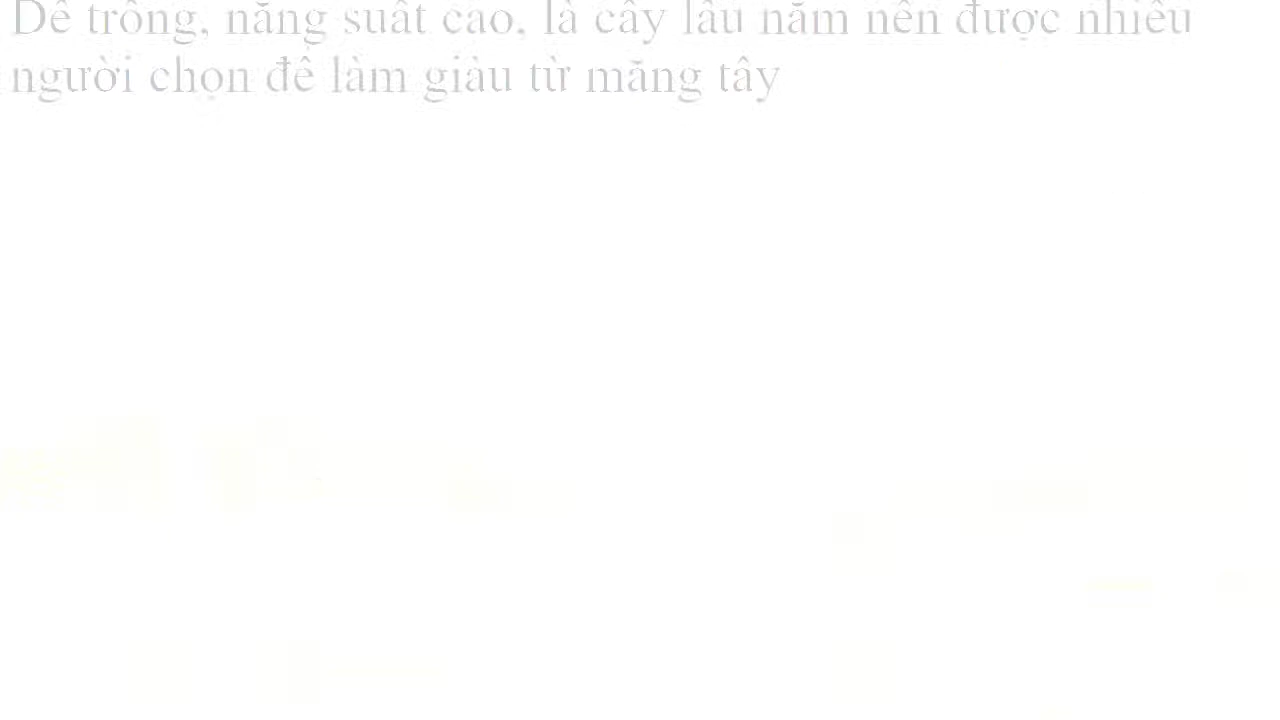 Dễ trồng, năng suất cao, là cây lâu năm nên được nhiều
người chọn để làm giàu từ măng tây